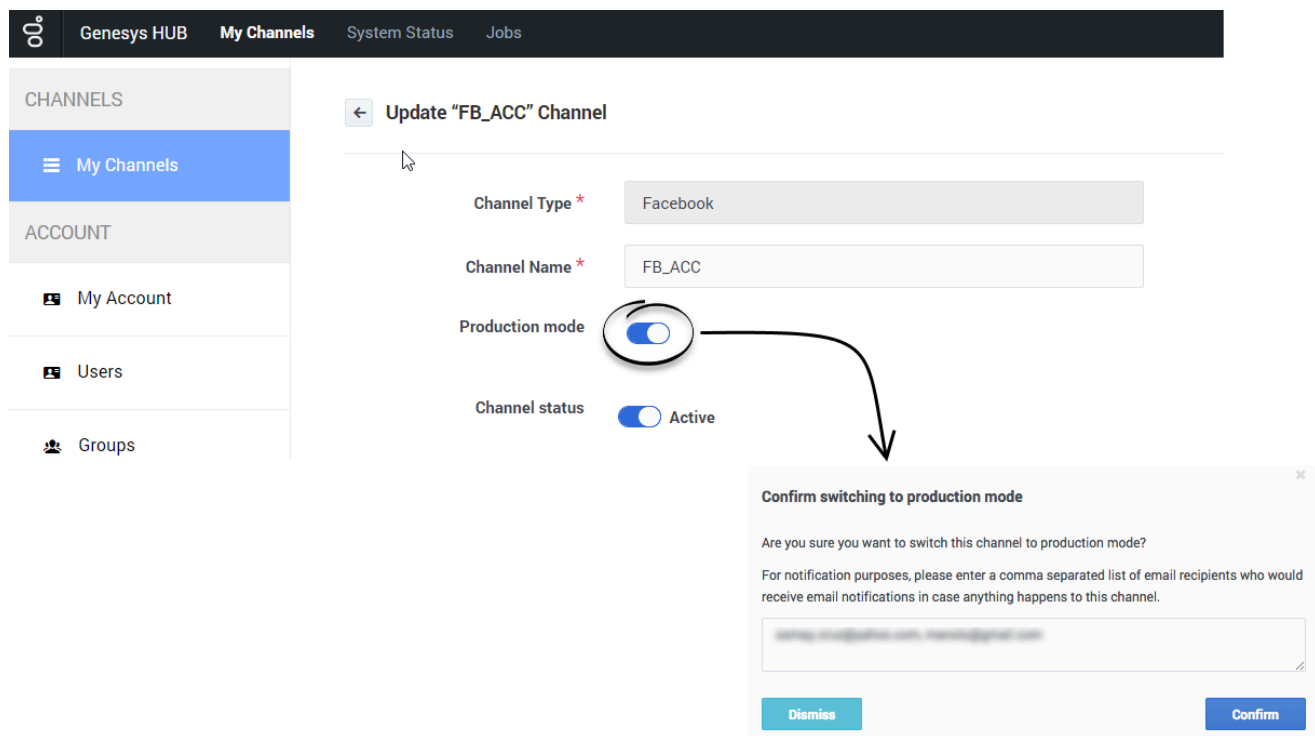 Genesys HUB My Channels System Status Jobs
CHANNELS
My Channels
ACCOUNT
My Account
Users
Groups
Update “FB_ACC” Channel
Channel Type * Facebook
Channel Name * FB_ACC
Production mode
Channel status Active
Confirm switching to production mode
Are you sure you want to switch this channel to production mode?
For notification purposes, please enter a comma separated list of email recipients who would
receive email notifications in case anything happens to this channel.
Dismiss Confirm